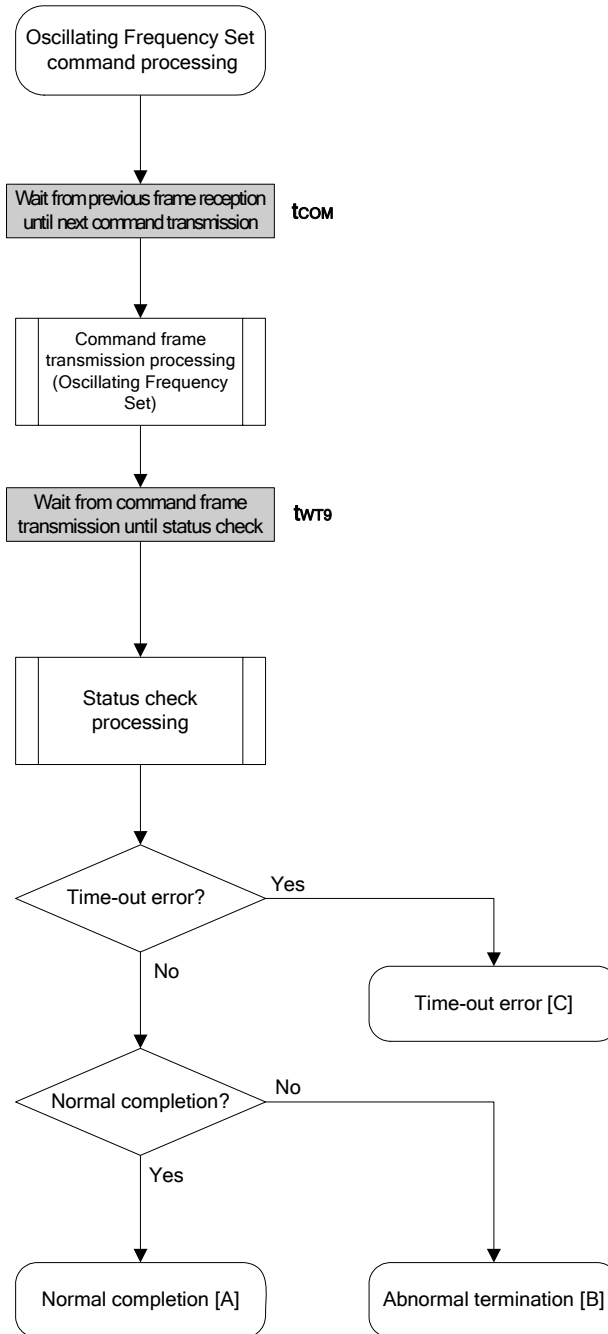 Oscillating Frequency Set
command processing
Wait from previous frame reception
until next command transmission
tCOM
Command frame
transmission processing
(Oscillating Frequency
Set)
Wait from command frame
transmission until status check
tWT9
Status check
processing
Time-out error?
Yes
No
Time-out error [C]
Normal completion?
No
Yes
Normal completion [A]
Abnormal termination [B]